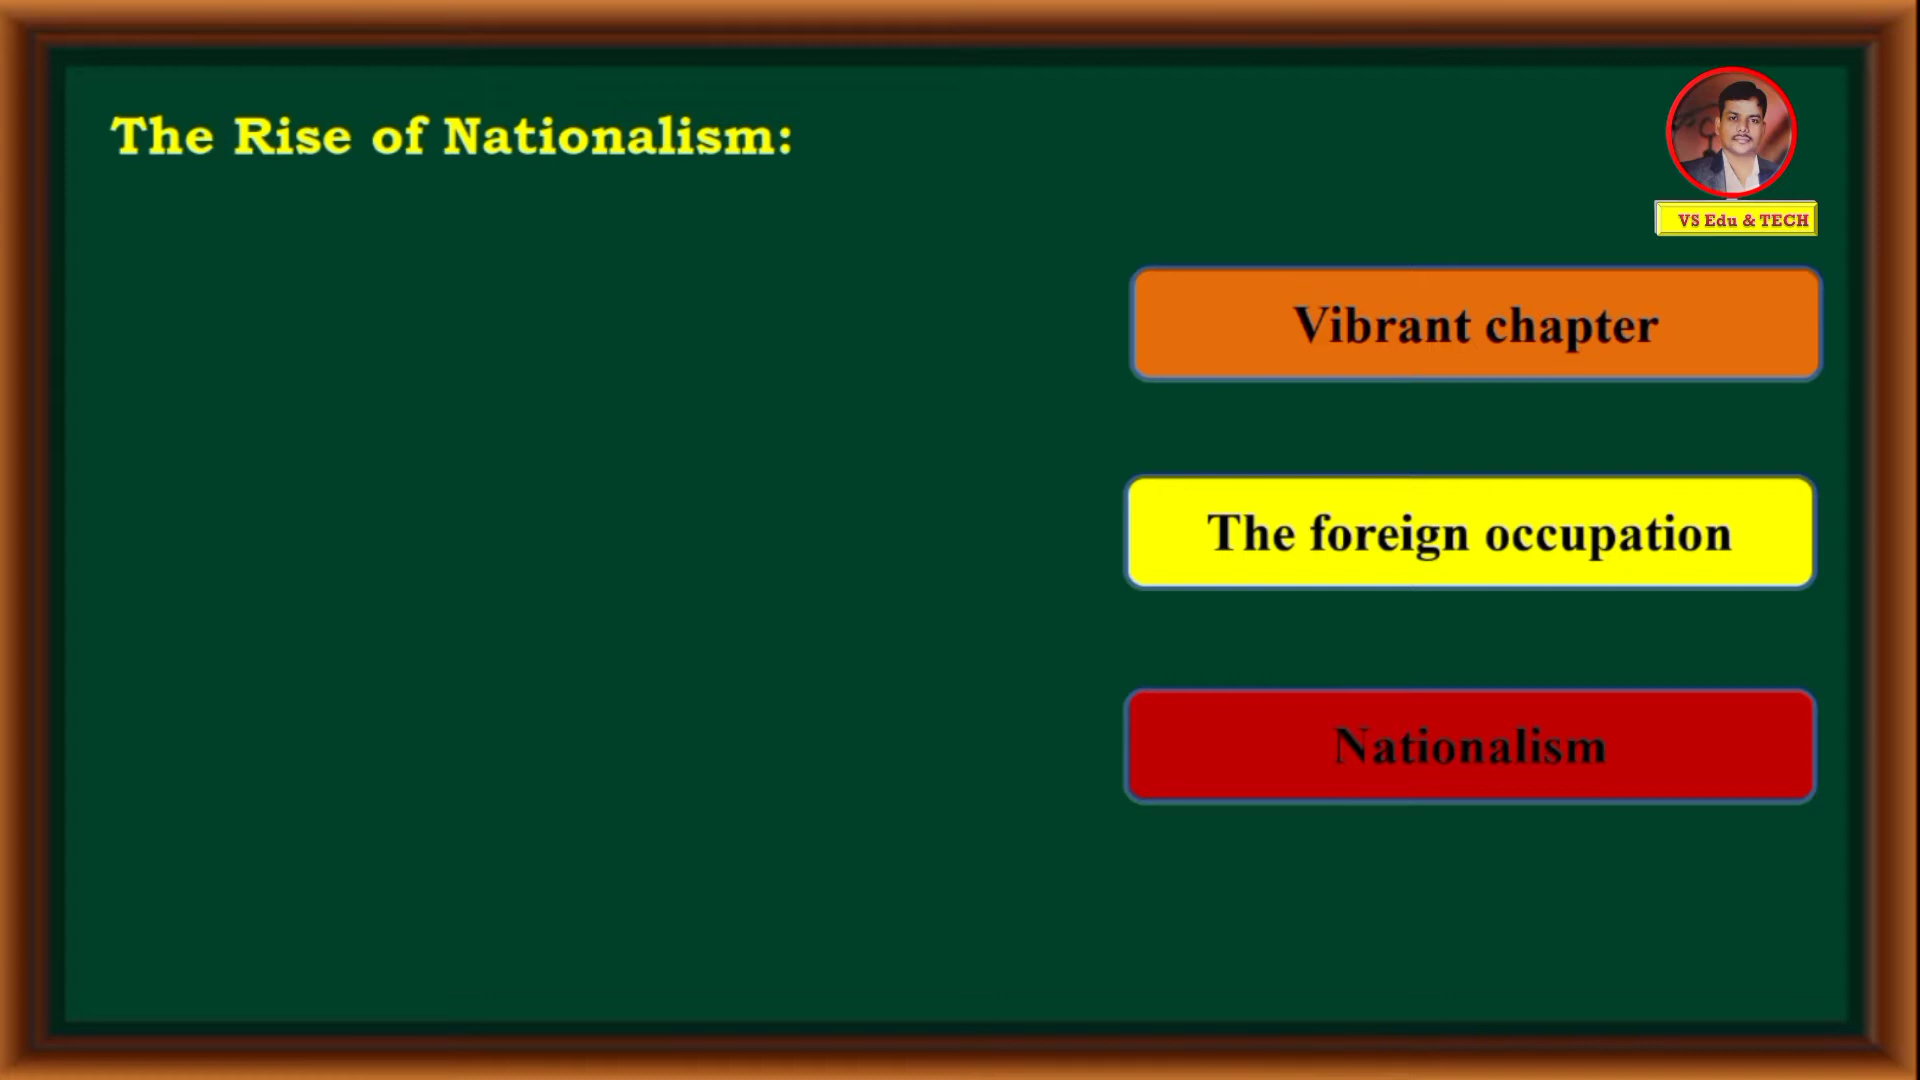 The Rise of Nationalism:
VS Edu & TECH
Vibrant chapter
The foreign occupation
Nationalism